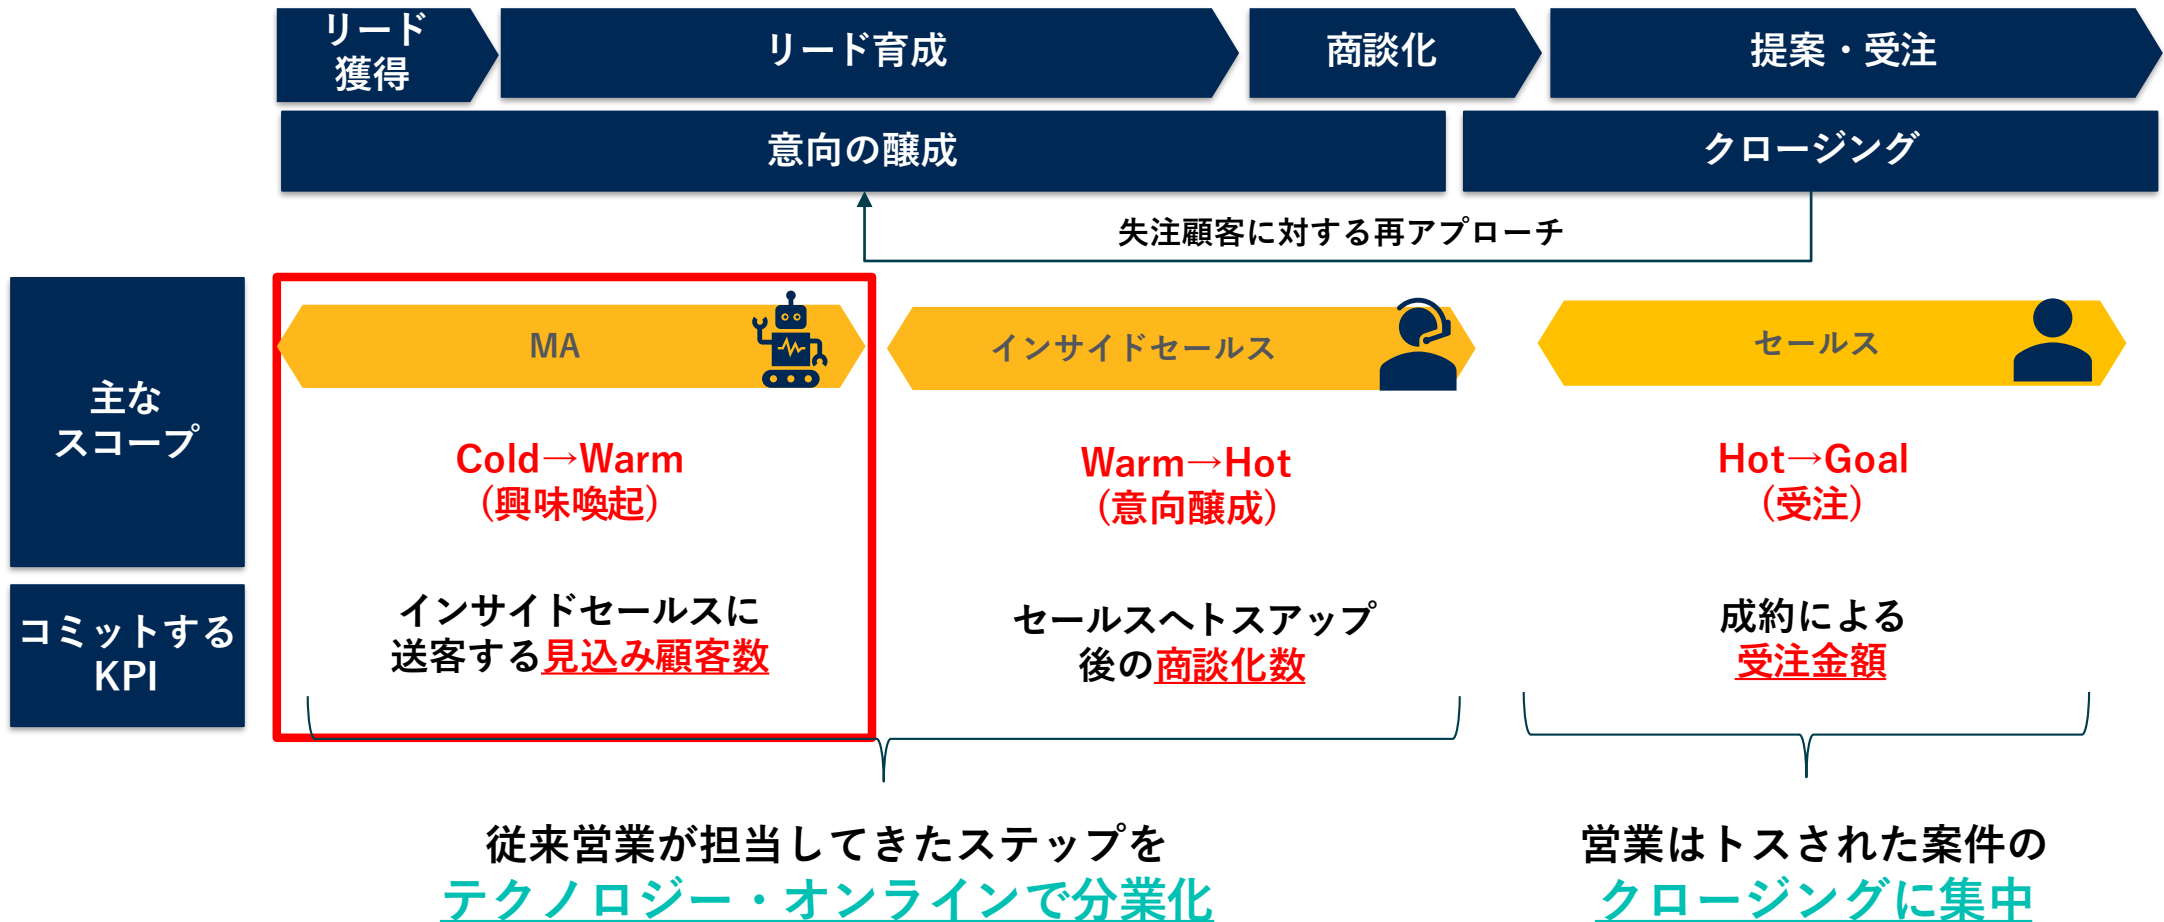 リード
獲得
リード育成
商談化
提案・受注
意向の醸成
クロージング
失注顧客に対する再アプローチ
主な
スコープ
MA
インサイドセールス
セールス
Cold→Warm
(興味喚起)
Warm→Hot
(意向醸成)
Hot→Goal
(受注)
コミットする
KPI
インサイドセールスに
送客する見込み顧客数
セールスへトスアップ
後の商談化数
成約による
受注金額
従来営業が担当してきたステップを
テクノロジー・オンラインで分業化
営業はトスされた案件の
クロージングに集中